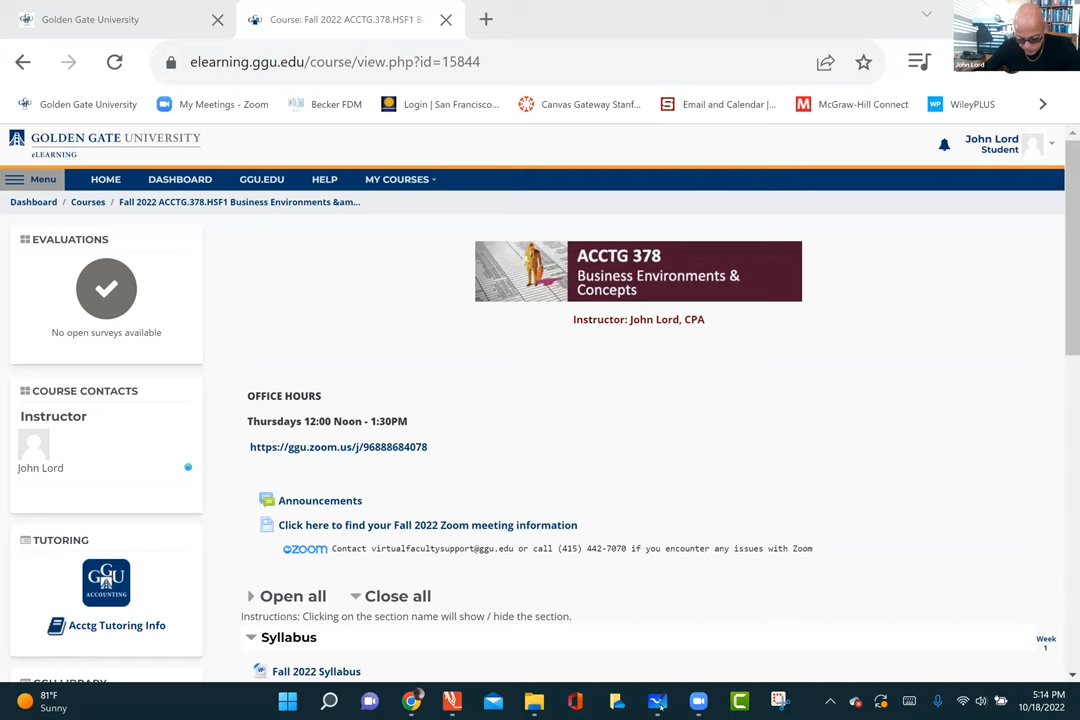 Golden Gate University
Course: Fall 2022 ACCTG.378.HSF1 B
elearning.ggu.edu/course/view.php?id=15844
John Lord
Golden Gate University
My Meetings - Zoom
Becker FDM
Login | San Francisco...
Canvas Gateway Stanf...
Email and Calendar |...
McGraw-Hill Connect
WileyPLUS
GOLDEN GATE UNIVERSITY
eLEARNING
John Lord
Student
Menu
HOME
DASHBOARD
GGU.EDU
HELP
MY COURSES
Dashboard / Courses / Fall 2022 ACCTG.378.HSF1 Business Environments &am...
EVALUATIONS
No open surveys available
COURSE CONTACTS
Instructor
John Lord
TUTORING
GGU
ACCOUNTING
Acctg Tutoring Info
ACCTG 378
Business Environments &
Concepts
Instructor: John Lord, CPA
OFFICE HOURS
Thursdays 12:00 Noon - 1:30PM
https://ggu.zoom.us/j/96888684078
Announcements
Click here to find your Fall 2022 Zoom meeting information
zoom Contact virtualfacultysupport@ggu.edu or call (415) 442-7070 if you encounter any issues with Zoom
Open all
Close all
Instructions: Clicking on the section name will show / hide the section.
Syllabus
Week
1
Fall 2022 Syllabus
81°F
Sunny
5:14 PM
10/18/2022